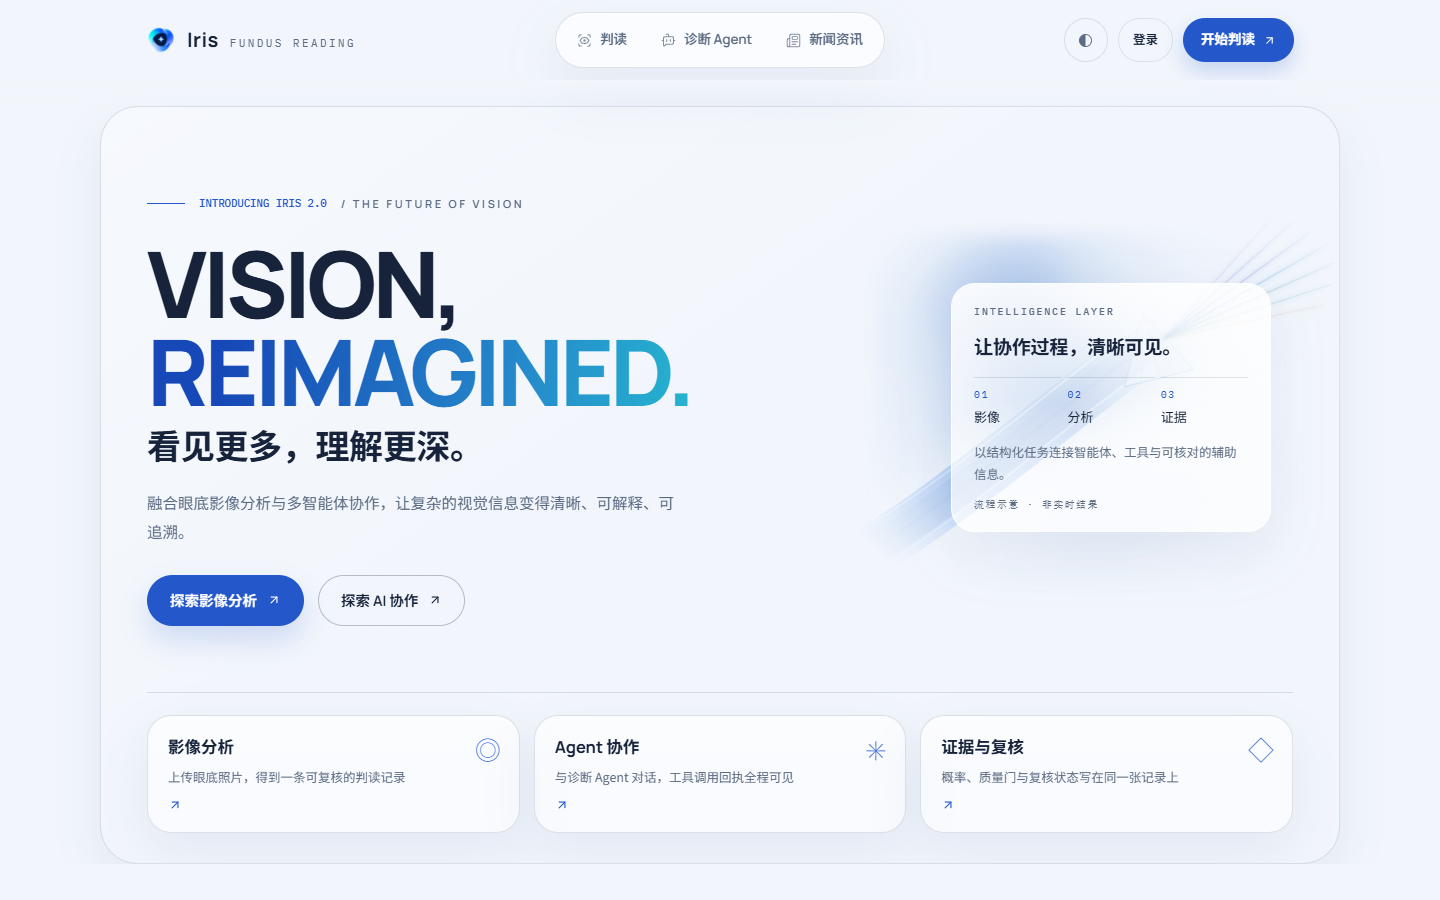 Iris FUNDUS READING
判读
诊断 Agent
新闻资讯
登录
开始判读
INTRODUCING IRIS 2.0 / THE FUTURE OF VISION
VISION,
REIMAGINED.
看见更多，理解更深。
融合眼底影像分析与多智能体协作，让复杂的视觉信息变得清晰、可解释、可
追溯。
探索影像分析
探索 AI 协作
INTELLIGENCE LAYER
让协作过程，清晰可见。
01 02 03
影像 分析 证据
以结构化任务连接智能体、工具与可核对的辅助
信息。
流程示意 · 非实时结果
影像分析
上传眼底照片，得到一条可复核的判读记录
Agent 协作
与诊断 Agent 对话，工具调用回执全程可见
证据与复核
概率、质量门与复核状态写在同一张记录上